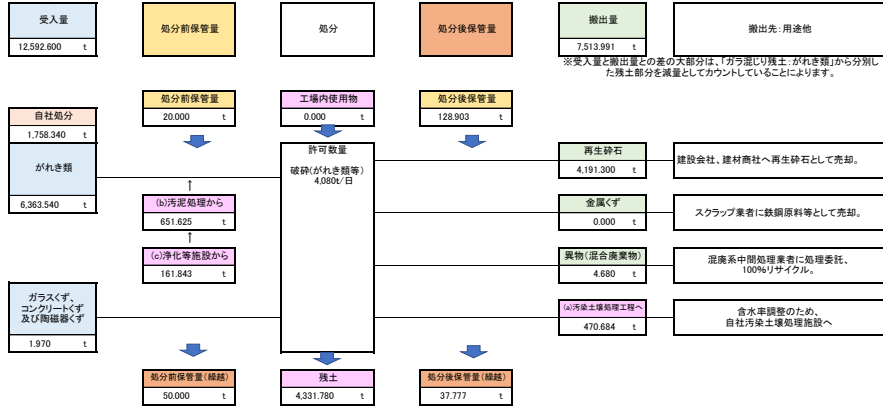 受入量
12,592.600 t
処分前保管量
処分
処分後保管量
搬出量
7,513.991 t
搬出先:用途他
※受入量と搬出量との差の大部分は、「ガラ混じり残土:がれき類」から分別し
た残土部分を減量としてカウントしていることによります。
処分前保管量
20.000 t
工場内使用物
0.000 t
処分後保管量
128.903 t
自社処分
1,758.340 t
がれき類
6,363.540 t
許可数量
破砕(がれき類等)
4,080t/日
再生砕石
4,191.300 t
建設会社、建材商社へ再生砕石として売却。
↑
(b)汚泥処理から
651.625 t
↑
(c)浄化等施設から
161.843 t
金属くず
0.000 t
スクラップ業者に鉄鋼原料等として売却。
異物(混合廃棄物)
4.680 t
混廃系中間処理業者に処理委託、
100%リサイクル。
ガラスくず、
コンクリートくず
及び陶磁器くず
1.970 t
(a)汚染土壌処理工程へ
470.684 t
含水率調整のため、
自社汚染土壌処理施設へ
処分前保管量(繰越)
50.000 t
残土
4,331.780 t
処分後保管量(繰越)
37.777 t